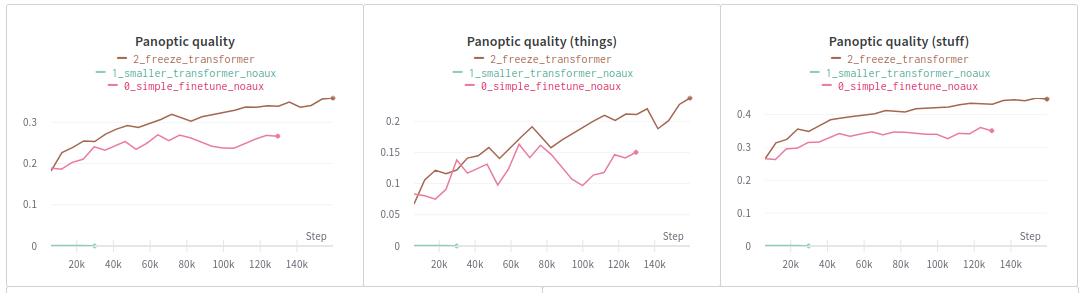 Panoptic quality
2_freeze_transformer
1_smaller_transformer_noaux
0_simple_finetune_noaux
0.3
0.2
0.1
0
Step
20k 40k 60k 80k 100k 120k 140k
Panoptic quality (things)
2_freeze_transformer
1_smaller_transformer_noaux
0_simple_finetune_noaux
0.2
0.15
0.1
0.05
0
Step
20k 40k 60k 80k 100k 120k 140k
Panoptic quality (stuff)
2_freeze_transformer
1_smaller_transformer_noaux
0_simple_finetune_noaux
0.4
0.3
0.2
0.1
0
Step
20k 40k 60k 80k 100k 120k 140k